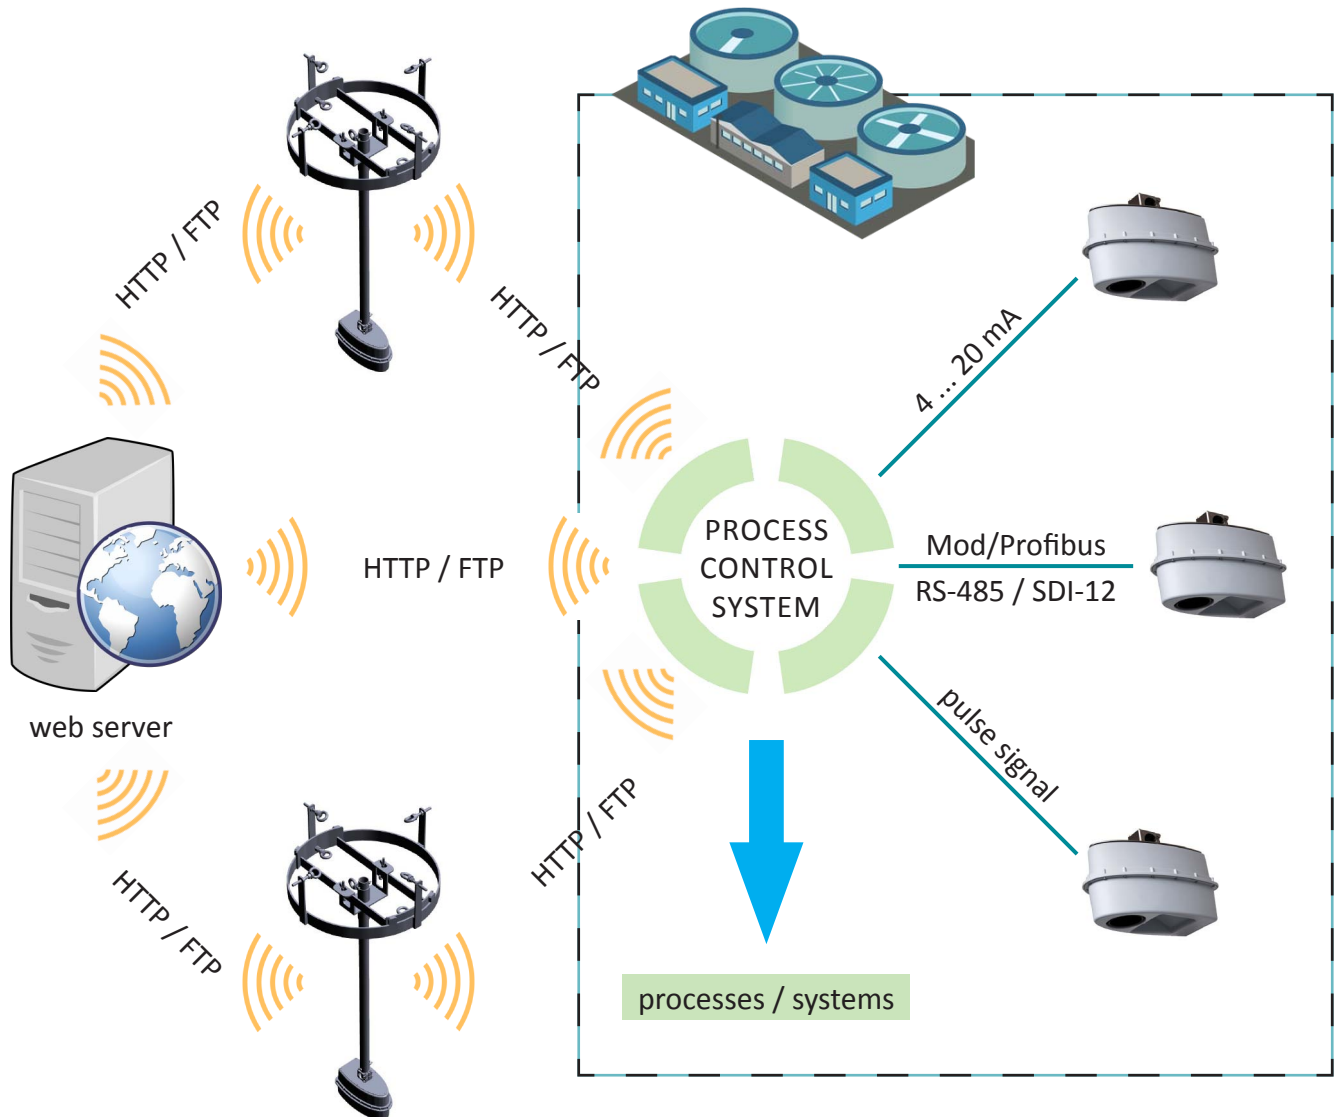 HTTP / FTP
HTTP / FTP
4 ... 20 mA
PROCESS
CONTROL
SYSTEM
Mod/Profibus
RS-485 / SDI-12
HTTP / FTP
web server
pulse signal
HTTP / FTP
HTTP / FTP
processes / systems